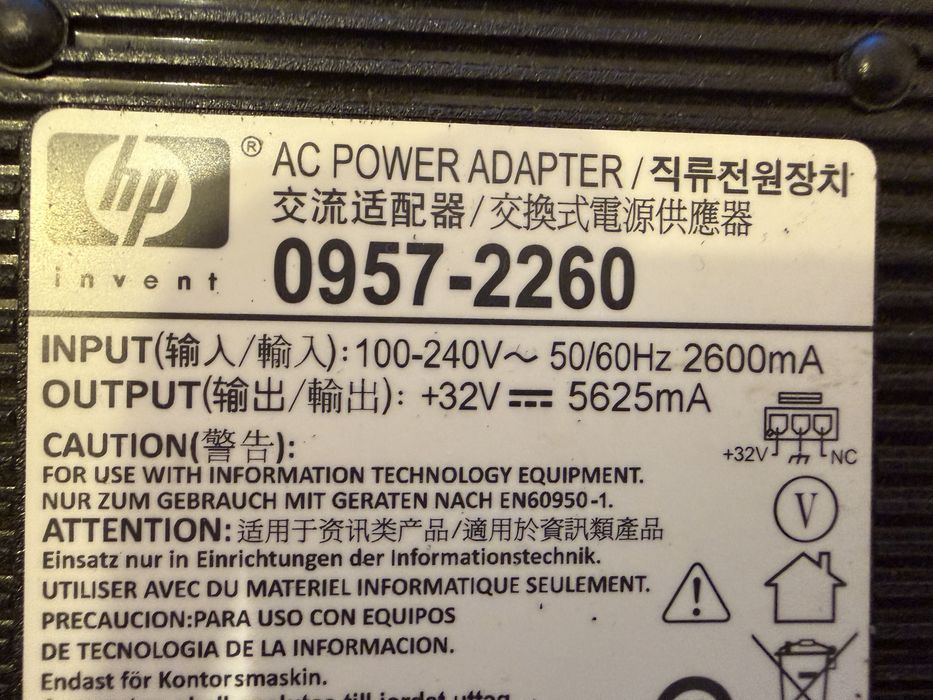 hp ® AC POWER ADAPTER / 직류전원장치
invent 交流适配器/交換式電源供應器
0957-2260
INPUT(输入/輸入): 100-240V～ 50/60Hz 2600mA
OUTPUT(输出/輸出): +32V ⎓ 5625mA
+32V NC
CAUTION(警告):
FOR USE WITH INFORMATION TECHNOLOGY EQUIPMENT.
NUR ZUM GEBRAUCH MIT GERATEN NACH EN60950-1.
V
ATTENTION: 适用于资讯类产品/適用於資訊類產品
Einsatz nur in Einrichtungen der Informationstechnik.
UTILISER AVEC DU MATERIEL INFORMATIQUE SEULEMENT.
PRECAUCION:PARA USO CON EQUIPOS
DE TECNOLOGIA DE LA INFORMACION.
Endast för Kontorsmaskin.